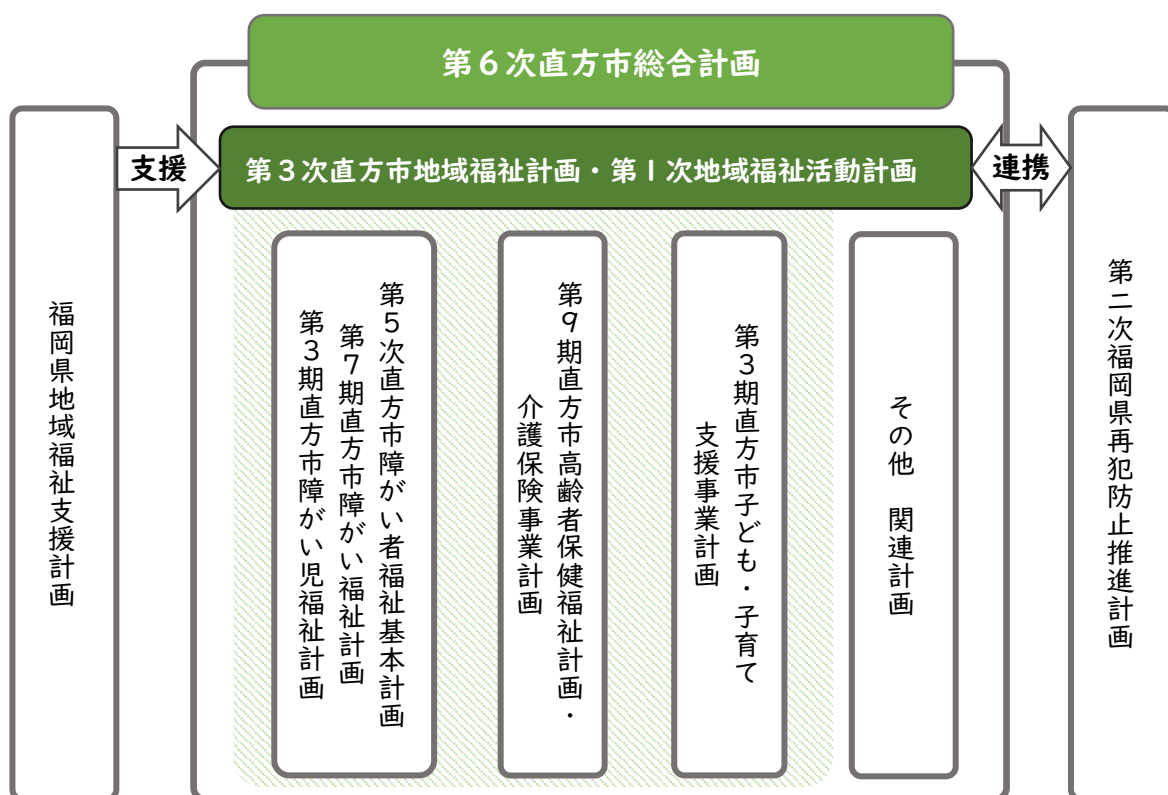 第6次直方市総合計画
支援
第3次直方市地域福祉計画・第1次地域福祉活動計画
連携
福岡県地域福祉支援計画
第5次直方市障がい者福祉基本計画
第7期直方市障がい福祉計画
第3期直方市障がい児福祉計画
第9期直方市高齢者保健福祉計画・
介護保険事業計画
第3期直方市子ども・子育て
支援事業計画
その他 関連計画
第二次福岡県再犯防止推進計画